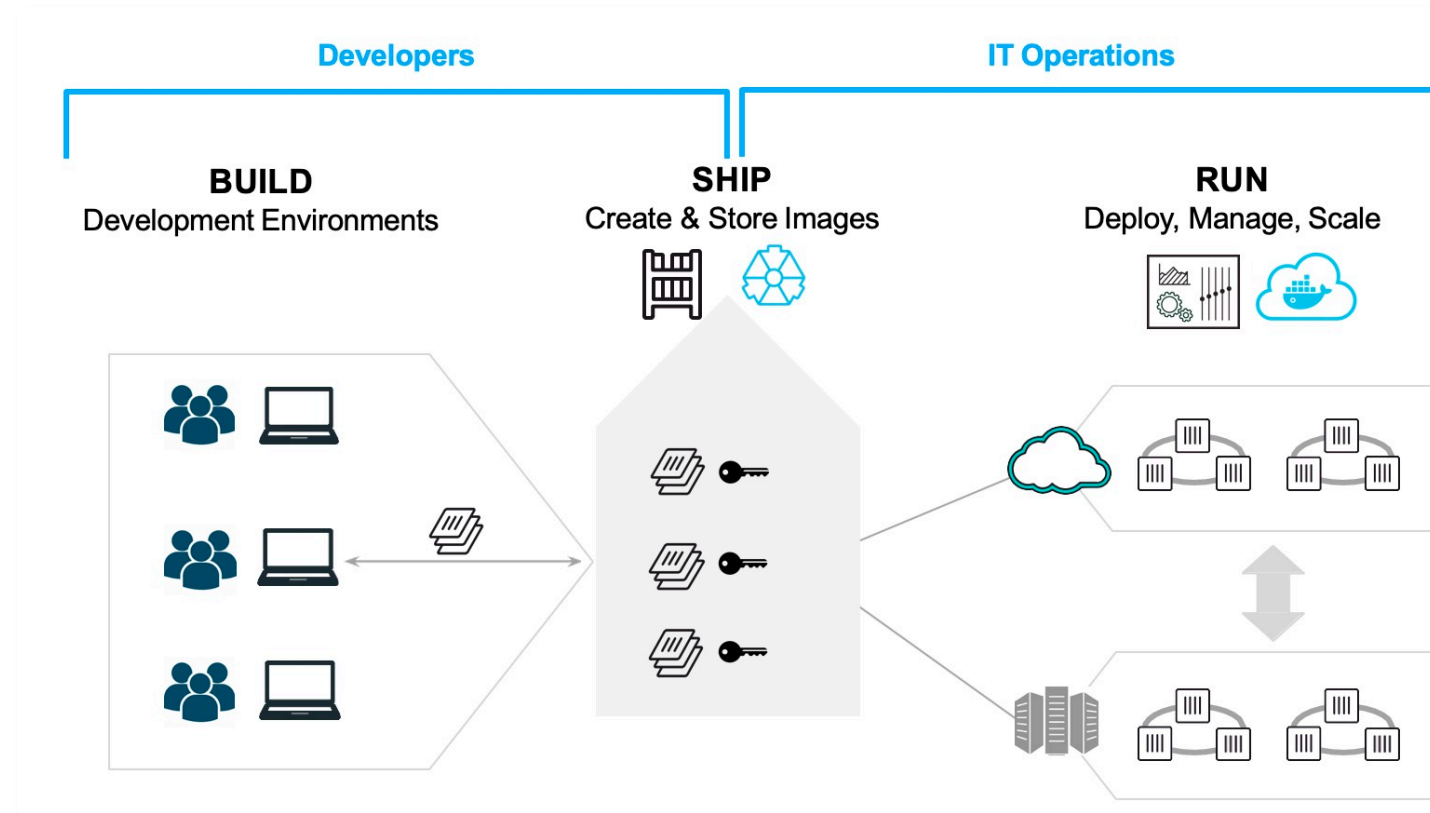 Developers
IT Operations
BUILD
Development Environments
SHIP
Create & Store Images
RUN
Deploy, Manage, Scale